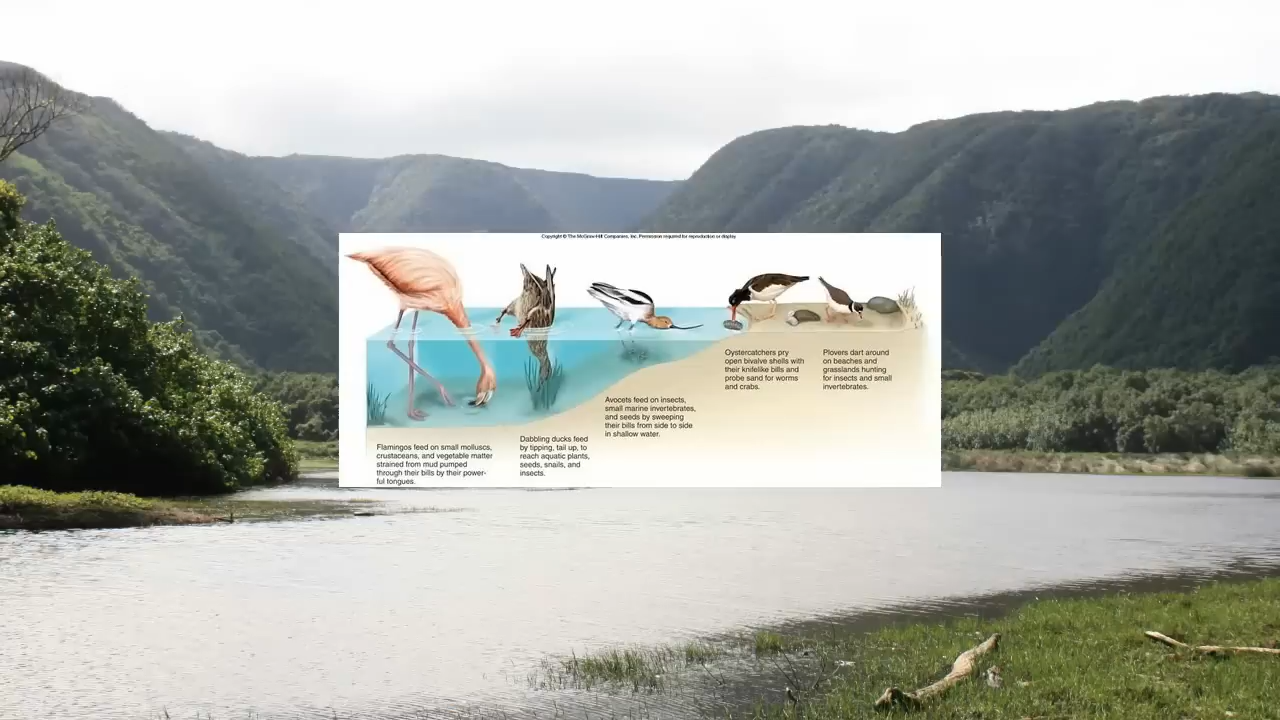 Copyright © The McGraw-Hill Companies, Inc. Permission required for reproduction or display.
Oystercatchers pry
open bivalve shells with
their knifelike bills and
probe sand for worms
and crabs.
Plovers dart around
on beaches and
grasslands hunting
for insects and small
invertebrates.
Avocets feed on insects,
small marine invertebrates,
and seeds by sweeping
their bills from side to side
in shallow water.
Dabbling ducks feed
by tipping, tail up, to
reach aquatic plants,
seeds, snails, and
insects.
Flamingos feed on small molluscs,
crustaceans, and vegetable matter
strained from mud pumped
through their bills by their power-
ful tongues.